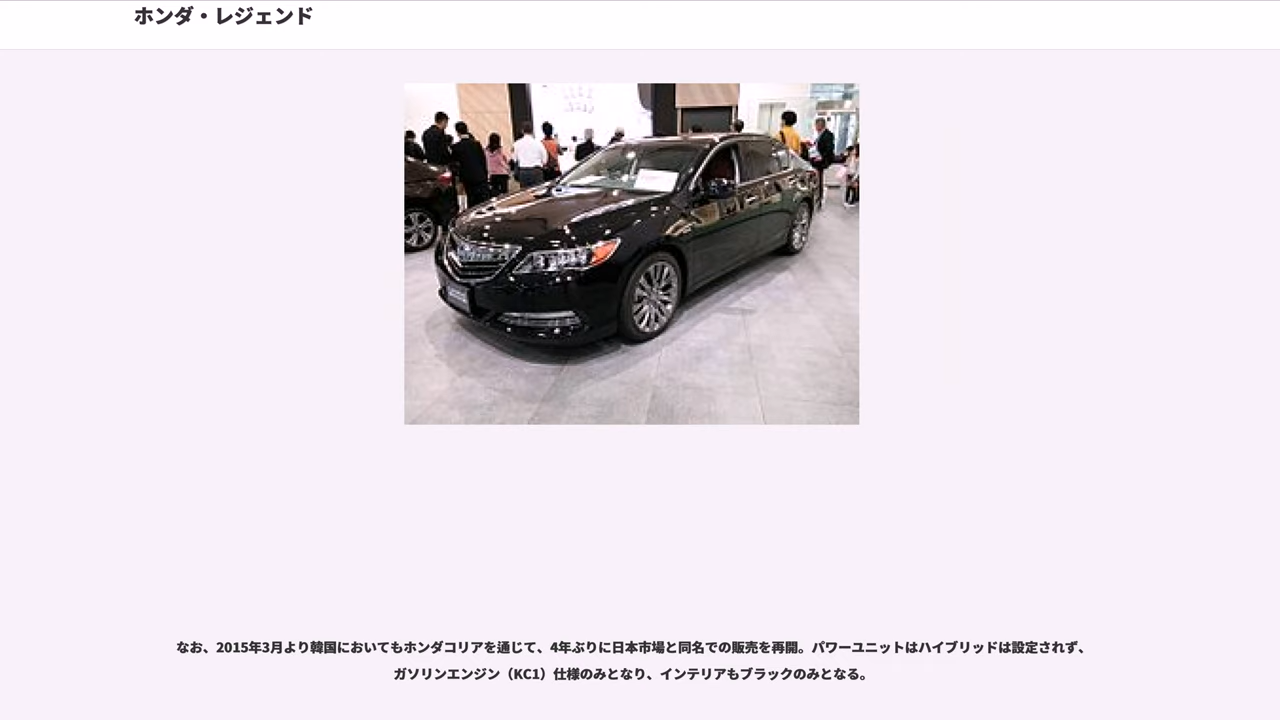 ホンダ・レジェンド
なお、2015年3月より韓国においてもホンダコリアを通じて、4年ぶりに日本市場と同名での販売を再開。パワーユニットはハイブリッドは設定されず、
ガソリンエンジン（KC1）仕様のみとなり、インテリアもブラックのみとなる。